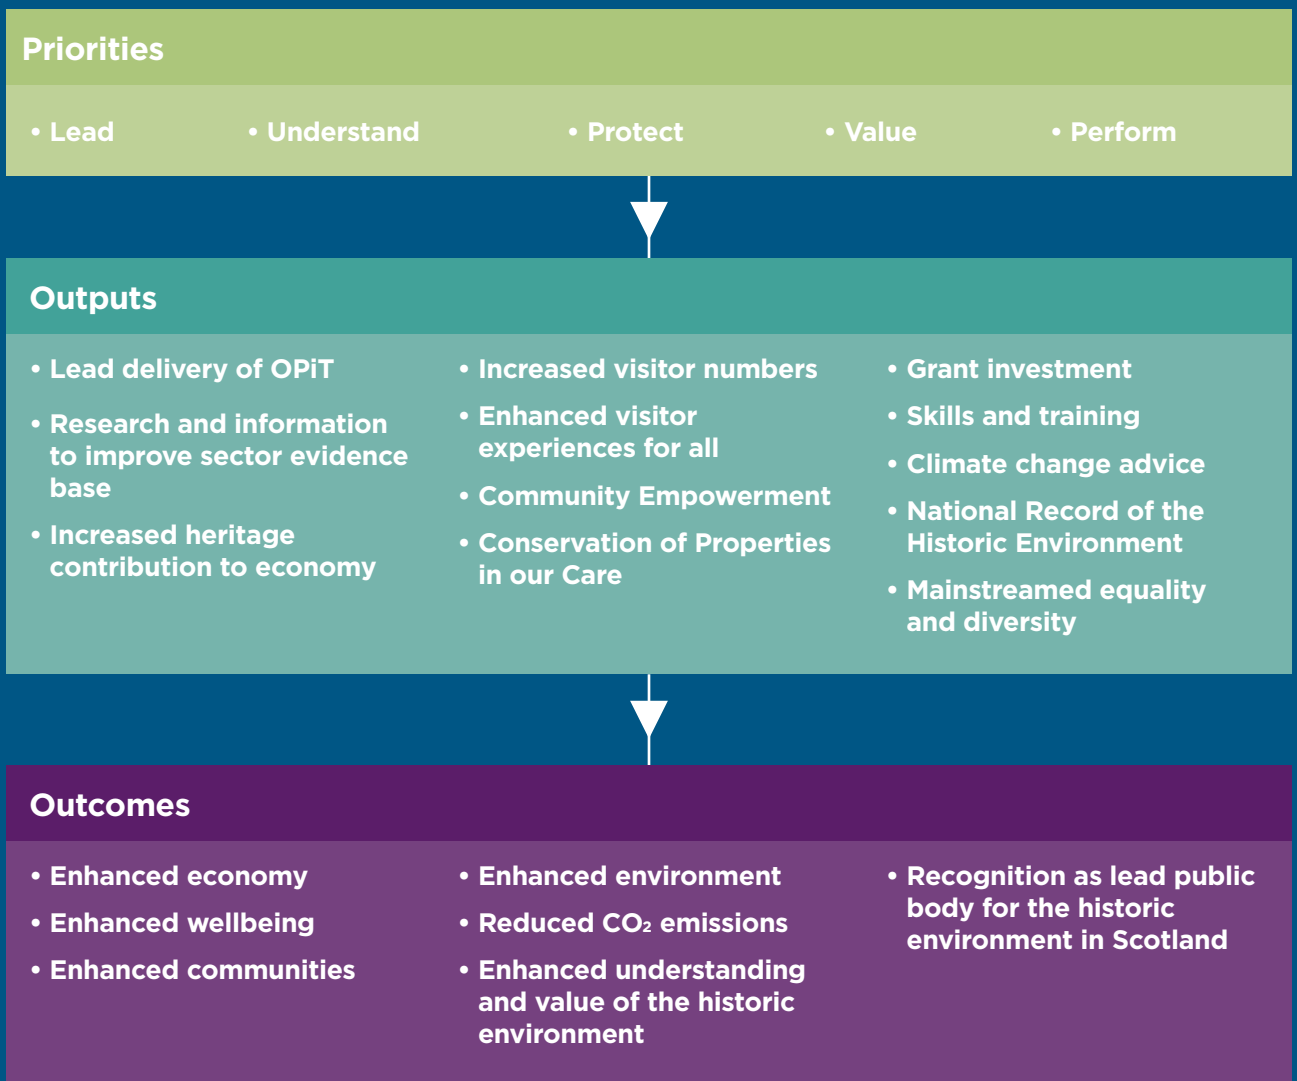 Priorities
• Lead
• Understand
• Protect
• Value
• Perform
Outputs
• Lead delivery of OPiT
• Research and information
to improve sector evidence
base
• Increased heritage
contribution to economy
• Increased visitor numbers
• Enhanced visitor
experiences for all
• Community Empowerment
• Conservation of Properties
in our Care
• Grant investment
• Skills and training
• Climate change advice
• National Record of the
Historic Environment
• Mainstreamed equality
and diversity
Outcomes
• Enhanced economy
• Enhanced wellbeing
• Enhanced communities
• Enhanced environment
• Reduced CO₂ emissions
• Enhanced understanding
and value of the historic
environment
• Recognition as lead public
body for the historic
environment in Scotland